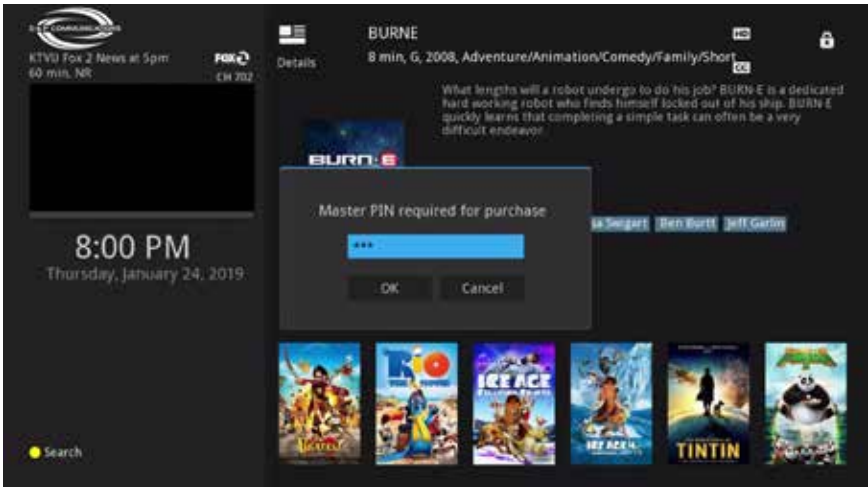 COMMUNICATIONS
KTVU Fox 2 News at 5pm
60 min, NR
FOX 2
CH 702
8:00 PM
Thursday, January 24, 2019
Search
Details
BURNE
8 min, G, 2008, Adventure/Animation/Comedy/Family/Short
HD
CC
What lengths will a robot undergo to do his job? BURN-E is a dedicated
hard working robot who finds himself locked out of his ship. BURN-E
quickly learns that completing a simple task can often be a very
difficult endeavor.
BURN·E
Master PIN required for purchase
***
OK
Cancel
Swigart
Ben Burtt
Jeff Garlin
RIO
ICE AGE
ICE AGE
TINTIN